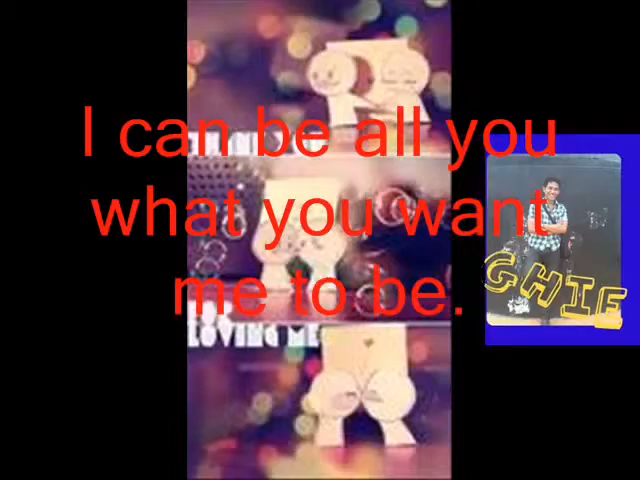 I can be all you
what you want
me to be.
LOVING ME
GHIE